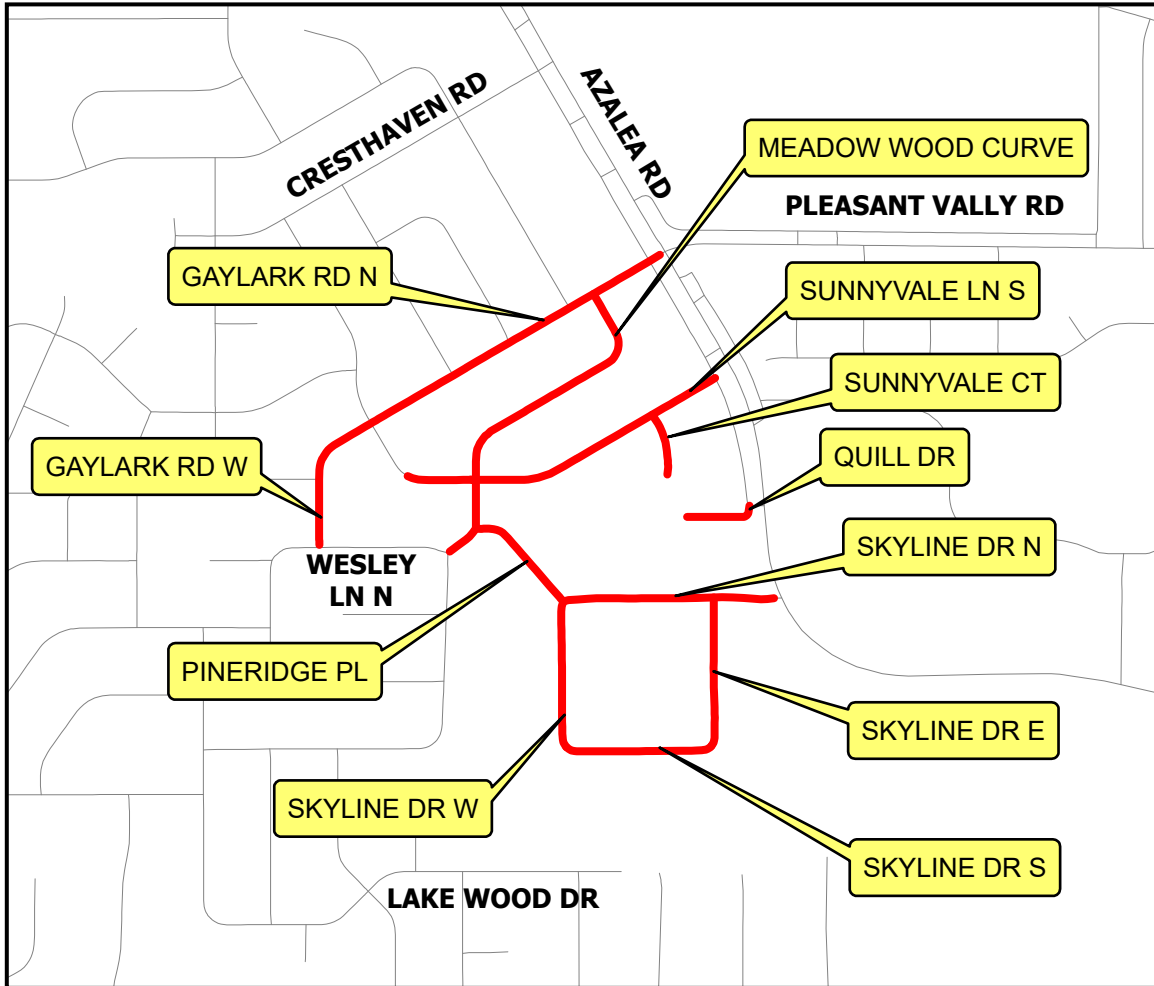 CRESTHAVEN RD
AZALEA RD
MEADOW WOOD CURVE
PLEASANT VALLY RD
GAYLARK RD N
SUNNYVALE LN S
SUNNYVALE CT
GAYLARK RD W
QUILL DR
SKYLINE DR N
WESLEY
LN N
PINERIDGE PL
SKYLINE DR E
SKYLINE DR W
SKYLINE DR S
LAKE WOOD DR